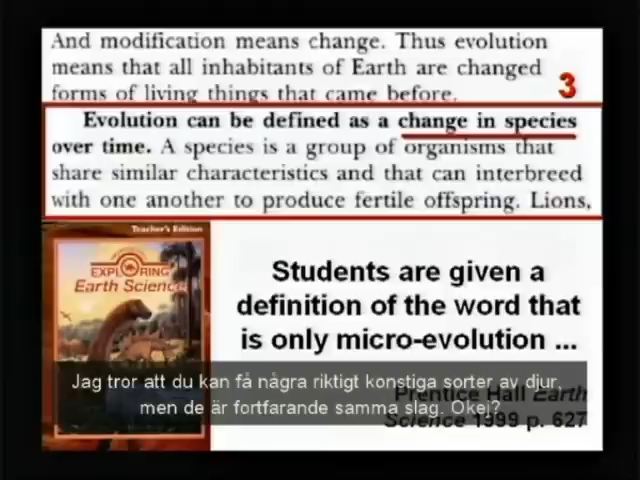 And modification means change. Thus evolution
means that all inhabitants of Earth are changed
forms of living things that came before.
3
Evolution can be defined as a change in species
over time. A species is a group of organisms that
share similar characteristics and that can interbreed
with one another to produce fertile offspring. Lions,
Teacher's Edition
EXPLORING
Earth Science
Students are given a
definition of the word that
is only micro-evolution ...
Prentice Hall Earth
Science 1999 p. 627
Jag tror att du kan få några riktigt konstiga sorter av djur,
men de är fortfarande samma slag. Okej?